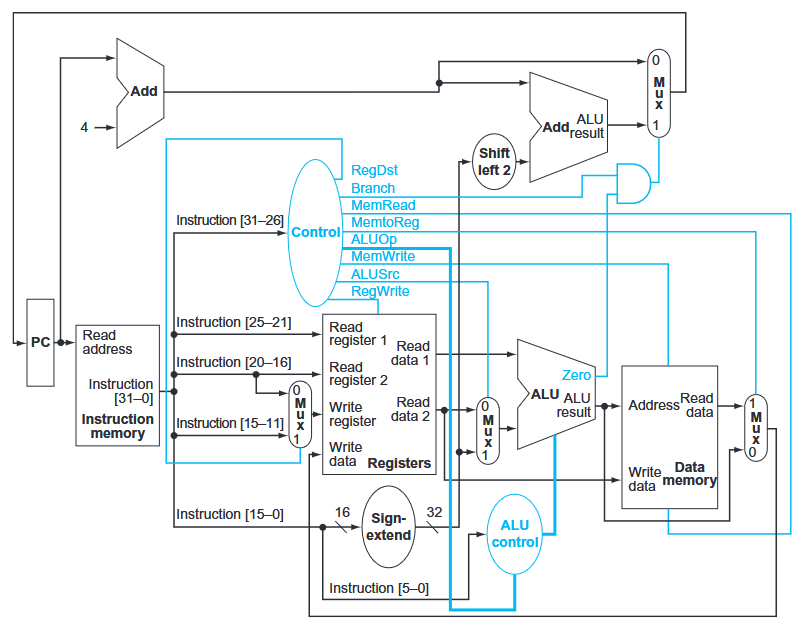 Add
4
Add
ALU
result
0
M
u
x
1
Shift
left 2
RegDst
Branch
MemRead
MemtoReg
ALUOp
MemWrite
ALUSrc
RegWrite
Control
Instruction [31–26]
Instruction [25–21]
Instruction [20–16]
Instruction [15–11]
Instruction [15–0]
Instruction [5–0]
PC
Read
address
Instruction
[31–0]
Instruction
memory
0
M
u
x
1
Read
register 1
Read
register 2
Write
register
Write
data
Read
data 1
Read
data 2
Registers
0
M
u
x
1
Zero
ALU
ALU
result
Address
Read
data
Write
data
Data
memory
1
M
u
x
0
16
Sign-
extend
32
ALU
control